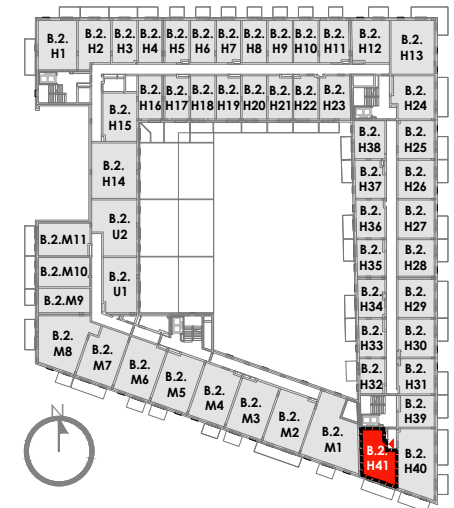 B.2.
H1
B.2.
H2
B.2.
H3
B.2.
H4
B.2.
H5
B.2.
H6
B.2.
H7
B.2.
H8
B.2.
H9
B.2.
H10
B.2.
H11
B.2.
H12
B.2.
H13
B.2.
H15
B.2.
H16
B.2.
H17
B.2.
H18
B.2.
H19
B.2.
H20
B.2.
H21
B.2.
H22
B.2.
H23
B.2.
H24
B.2.
H38
B.2.
H25
B.2.
H14
B.2.
H37
B.2.
H26
B.2.
U2
B.2.
H36
B.2.
H27
B.2.M11
B.2.
H35
B.2.
H28
B.2.M10
B.2.
U1
B.2.
H34
B.2.
H29
B.2.M9
B.2.
H33
B.2.
H30
B.2.
M8
B.2.
M7
B.2.
M6
B.2.
M5
B.2.
M4
B.2.
M3
B.2.
M2
B.2.
M1
B.2.
H32
B.2.
H31
B.2.
H39
B.2.
H41
B.2.
H40
N